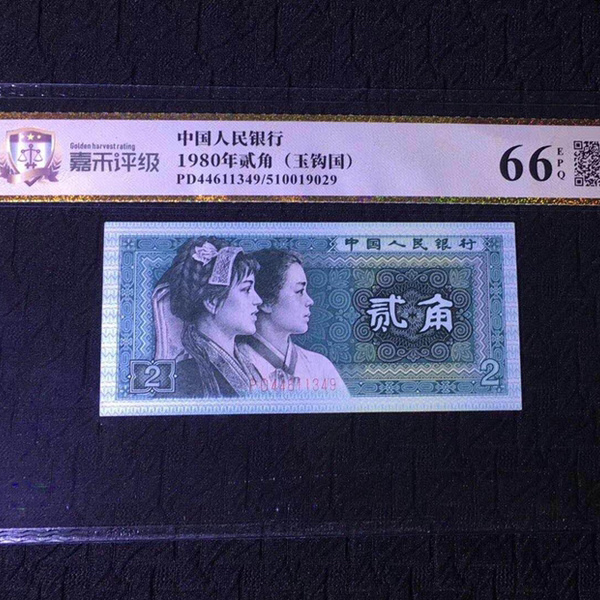 Golden harvest rating
嘉禾评级
中国人民银行
1980年贰角（玉钩国）
PD44611349/510019029
66
EPQ
中国人民银行
贰角
2
PD44611349
2